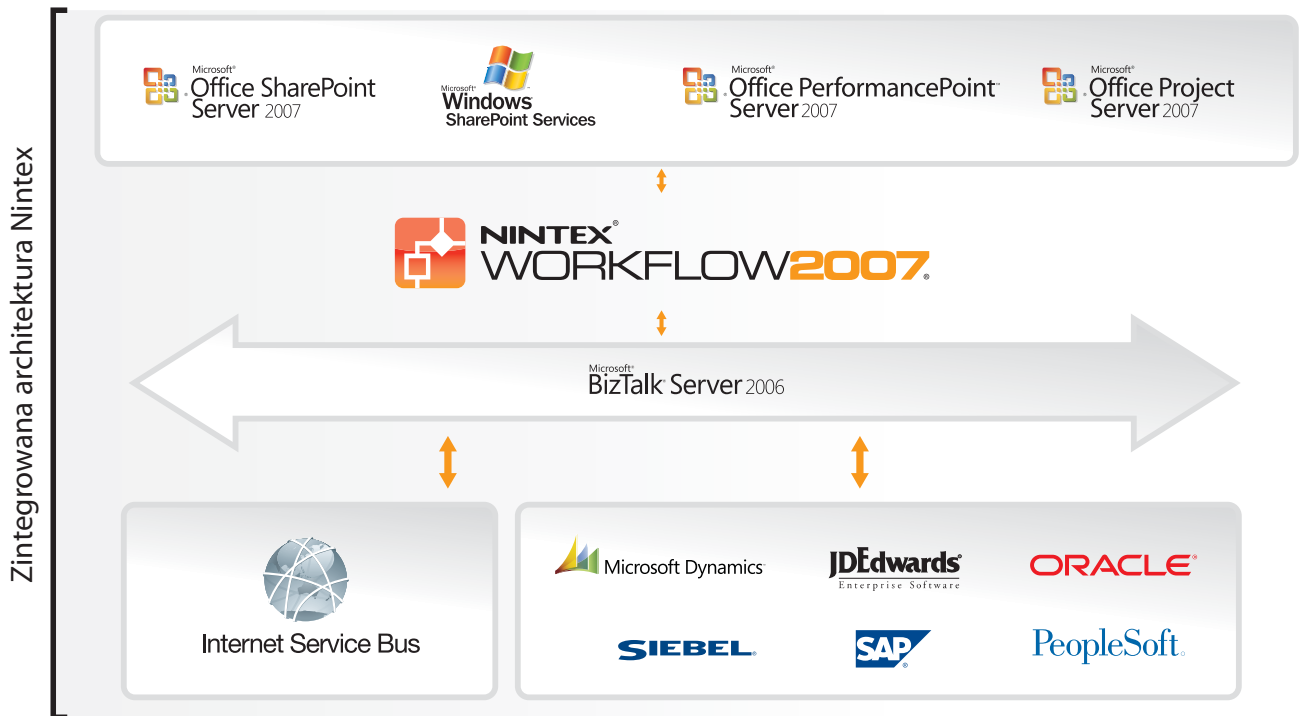 Zintegrowana architektura Nintex
Microsoft®
Office SharePoint
Server 2007
Microsoft®
Windows
SharePoint Services
Microsoft®
Office PerformancePoint™
Server 2007
Microsoft®
Office Project
Server 2007
NINTEX®
WORKFLOW2007®
Microsoft®
BizTalk® Server 2006
Internet Service Bus
Microsoft Dynamics™
JDEdwards®
Enterprise Software
ORACLE®
SIEBEL®
SAP®
PeopleSoft®